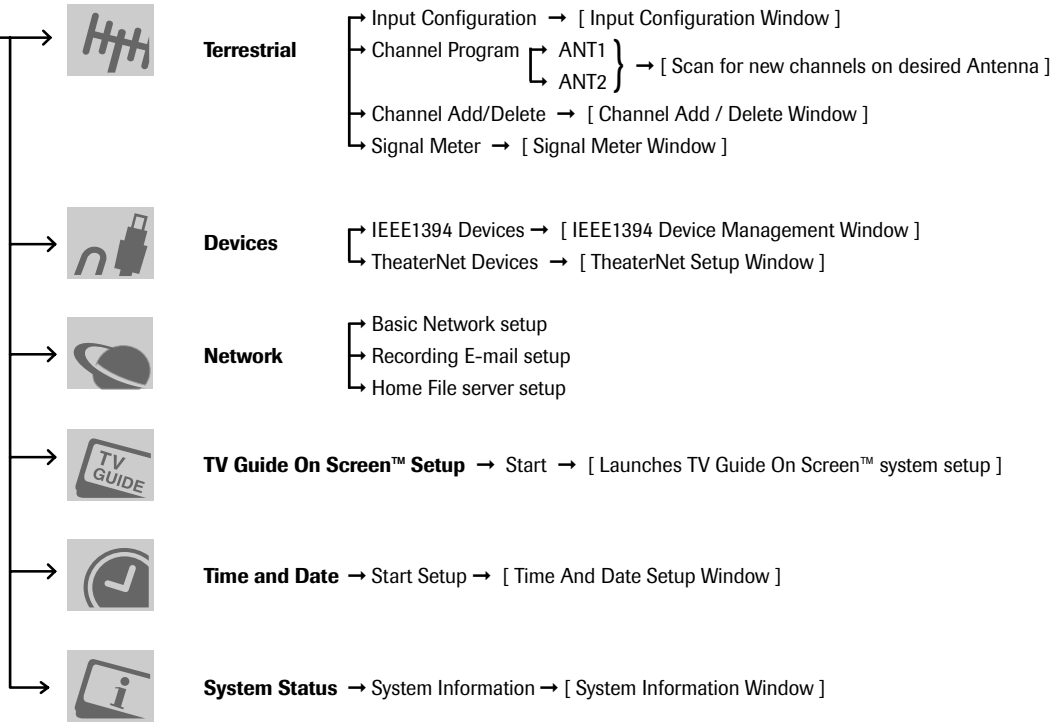 Terrestrial
→ Input Configuration → [ Input Configuration Window ]
→ Channel Program → ANT1
→ ANT2 } → [ Scan for new channels on desired Antenna ]
→ Channel Add/Delete → [ Channel Add / Delete Window ]
→ Signal Meter → [ Signal Meter Window ]
Devices
→ IEEE1394 Devices → [ IEEE1394 Device Management Window ]
→ TheaterNet Devices → [ TheaterNet Setup Window ]
Network
→ Basic Network setup
→ Recording E-mail setup
→ Home File server setup
TV
GUIDE
TV Guide On Screen™ Setup → Start → [ Launches TV Guide On Screen™ system setup ]
Time and Date → Start Setup → [ Time And Date Setup Window ]
i
System Status → System Information → [ System Information Window ]